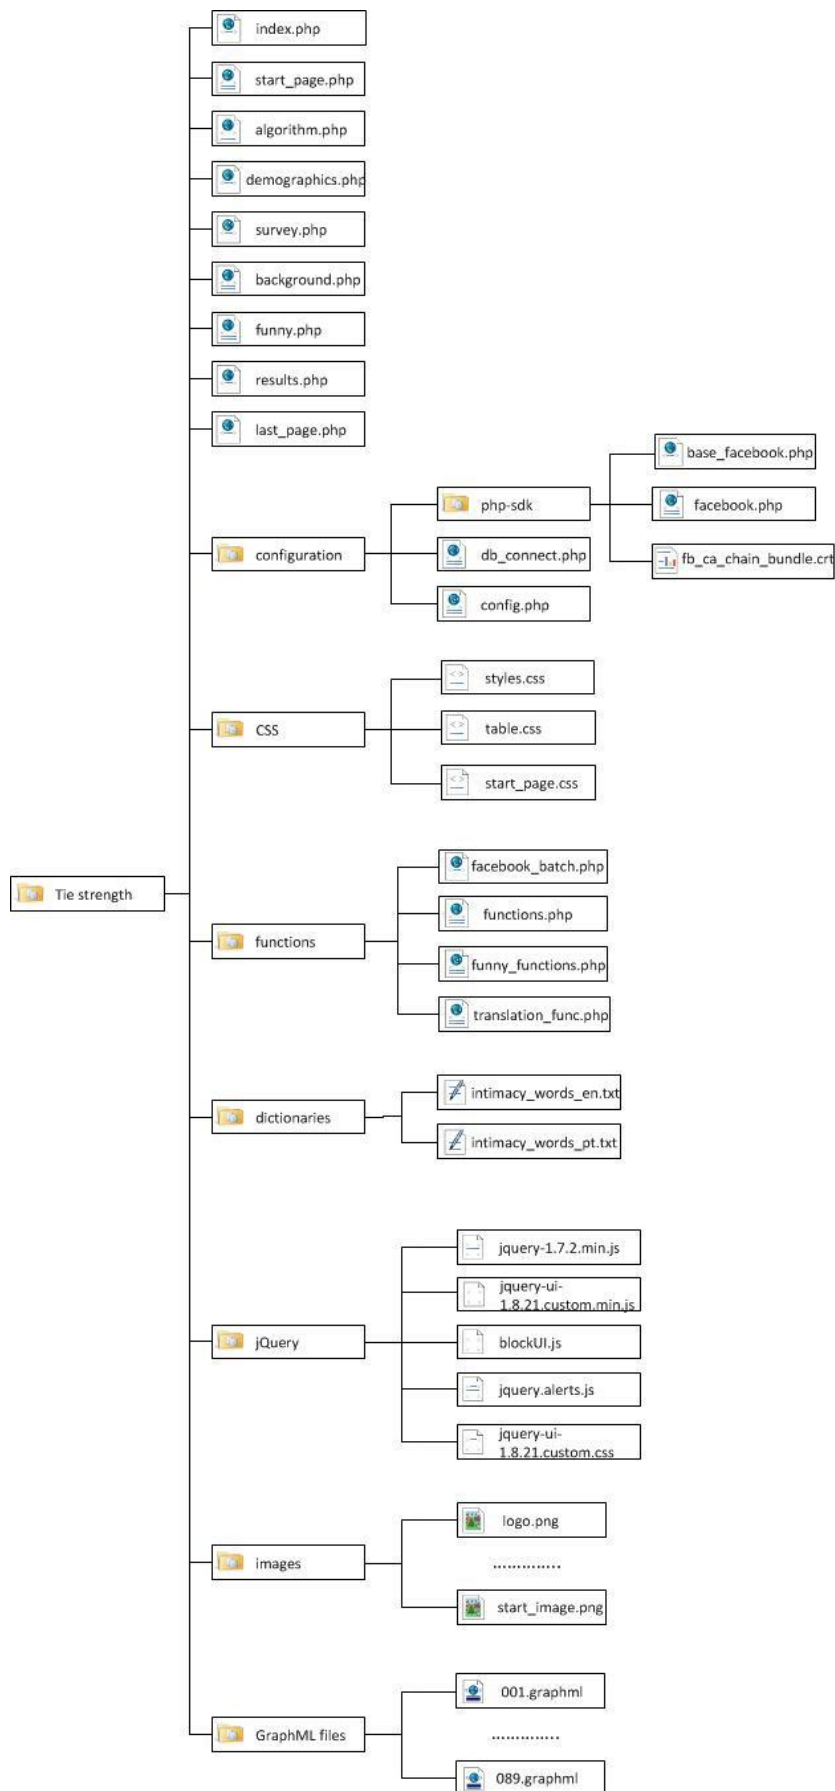 index.php
start_page.php
algorithm.php
demographics.php
survey.php
background.php
funny.php
results.php
last_page.php
base_facebook.php
php-sdk
facebook.php
configuration
db_connect.php
fb_ca_chain_bundle.crt
config.php
styles.css
CSS
table.css
start_page.css
Tie strength
facebook_batch.php
functions.php
functions
funny_functions.php
translation_func.php
intimacy_words_en.txt
dictionaries
intimacy_words_pt.txt
jquery-1.7.2.min.js
jquery-ui-
1.8.21.custom.min.js
jQuery
blockUI.js
jquery.alerts.js
jquery-ui-
1.8.21.custom.css
logo.png
images
..............
start_image.png
001.graphml
GraphML files
..............
089.graphml